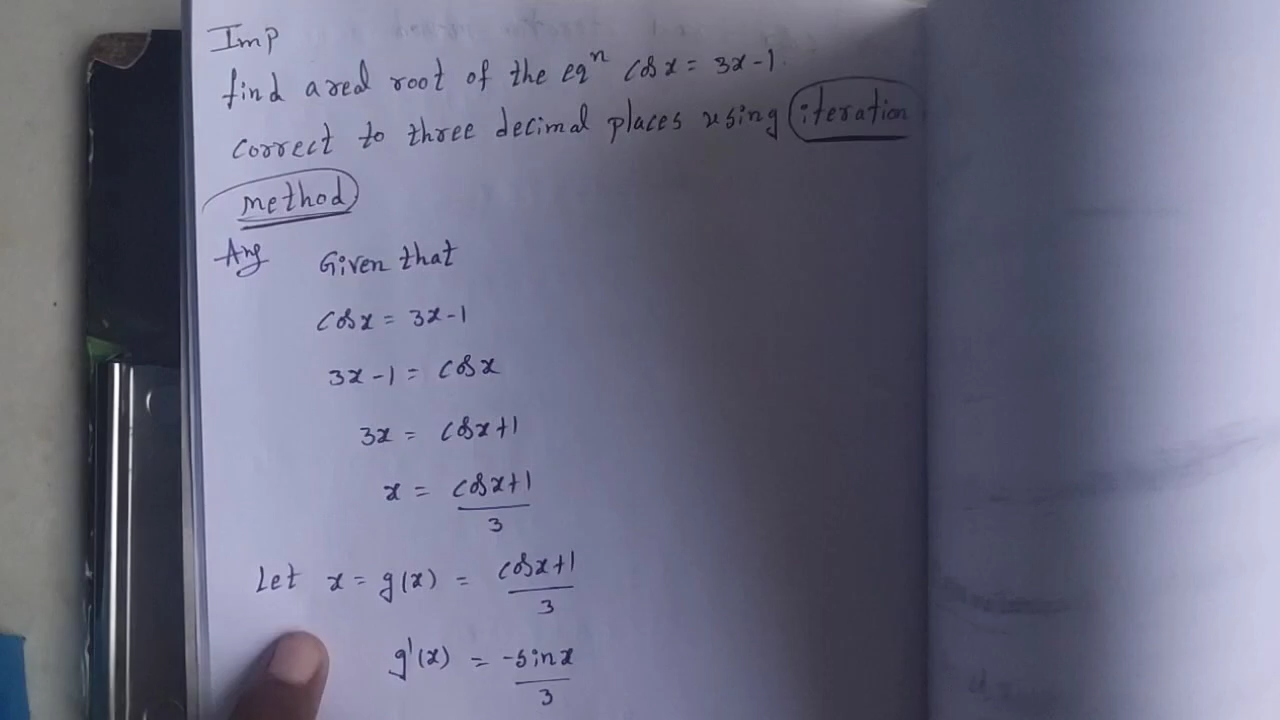 Imp
find a real root of the eqⁿ cos x = 3x-1.
correct to three decimal places using iteration
method
Ans Given that
cos x = 3x-1
3x-1 = cos x
3x = cos x+1
x = cos x+1
3
Let x = g(x) = cos x+1
3
g'(x) = -sin x
3